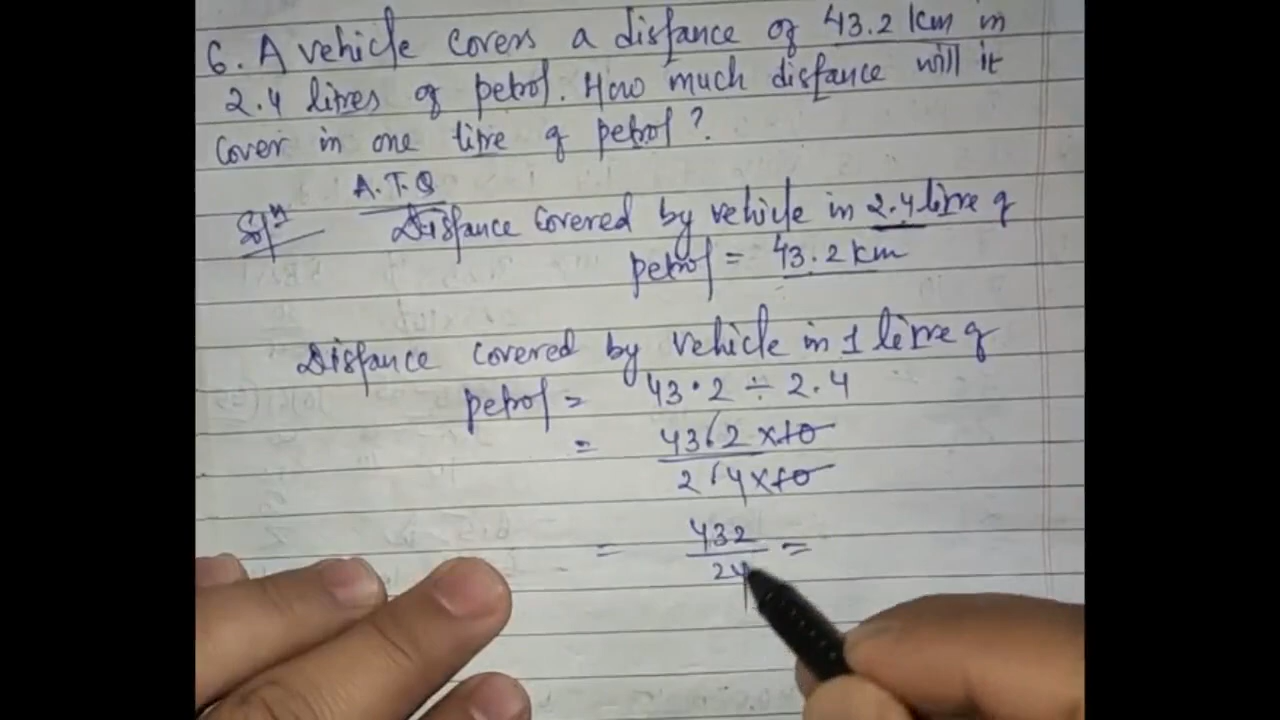 6. A vehicle covers a distance of 43.2 km in
2.4 litres of petrol. How much distance will it
cover in one litre of petrol?
A.T.Q
Solⁿ Distance covered by vehicle in 2.4 litre of
petrol = 43.2 km
Distance covered by vehicle in 1 litre of
petrol = 43.2 ÷ 2.4
= 43.2 x 10
2.4 x 10
= 432 =
24